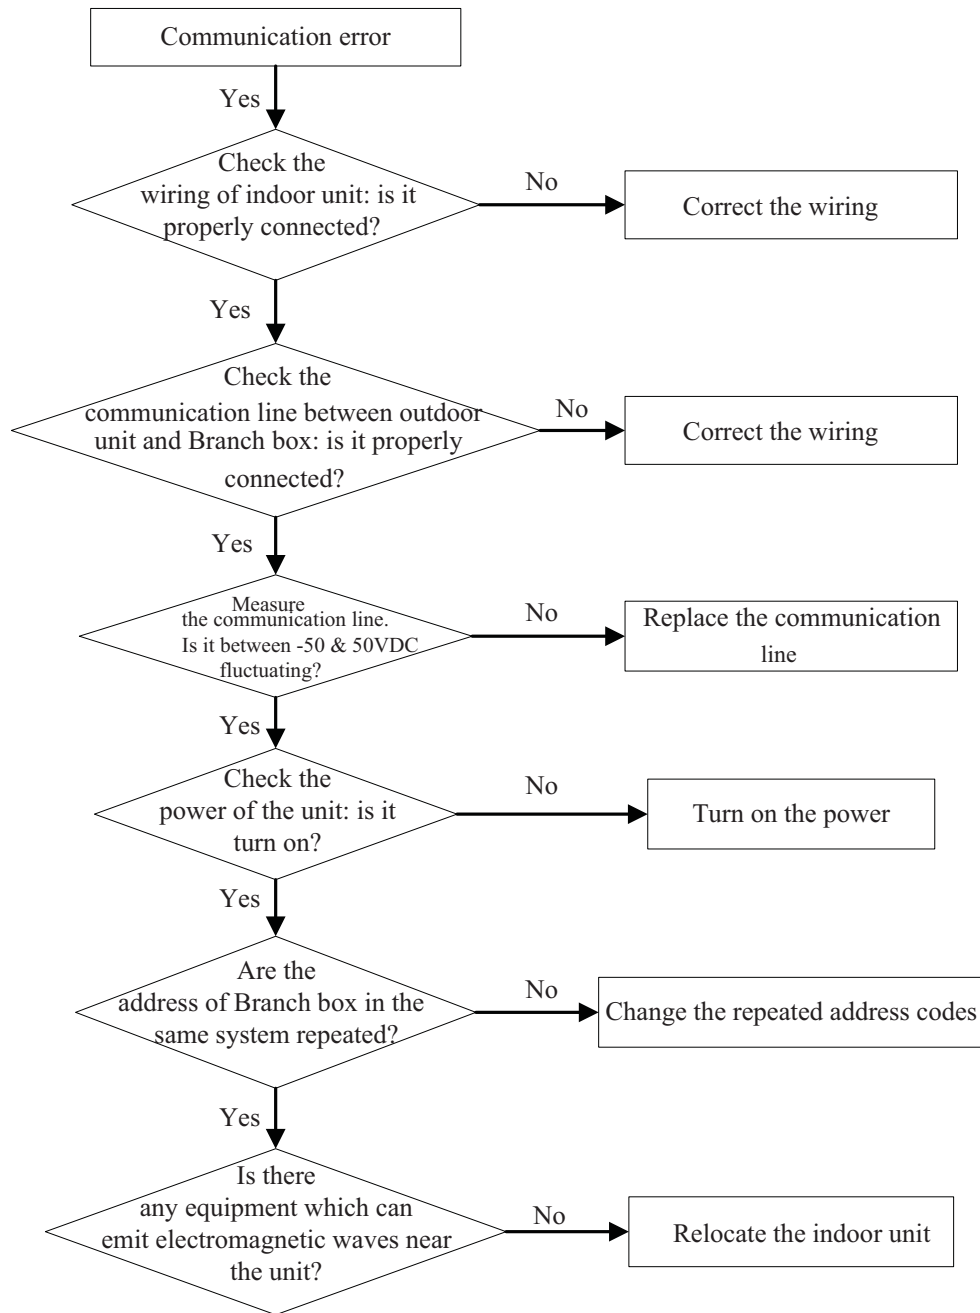 Communication error
Yes
Check the
wiring of indoor unit: is it
properly connected?
No
Correct the wiring
Yes
Check the
communication line between outdoor
unit and Branch box: is it properly
connected?
No
Correct the wiring
Yes
Measure
the communication line.
Is it between -50 & 50VDC
fluctuating?
No
Replace the communication
line
Yes
Check the
power of the unit: is it
turn on?
No
Turn on the power
Yes
Are the
address of Branch box in the
same system repeated?
No
Change the repeated address codes
Yes
Is there
any equipment which can
emit electromagnetic waves near
the unit?
No
Relocate the indoor unit